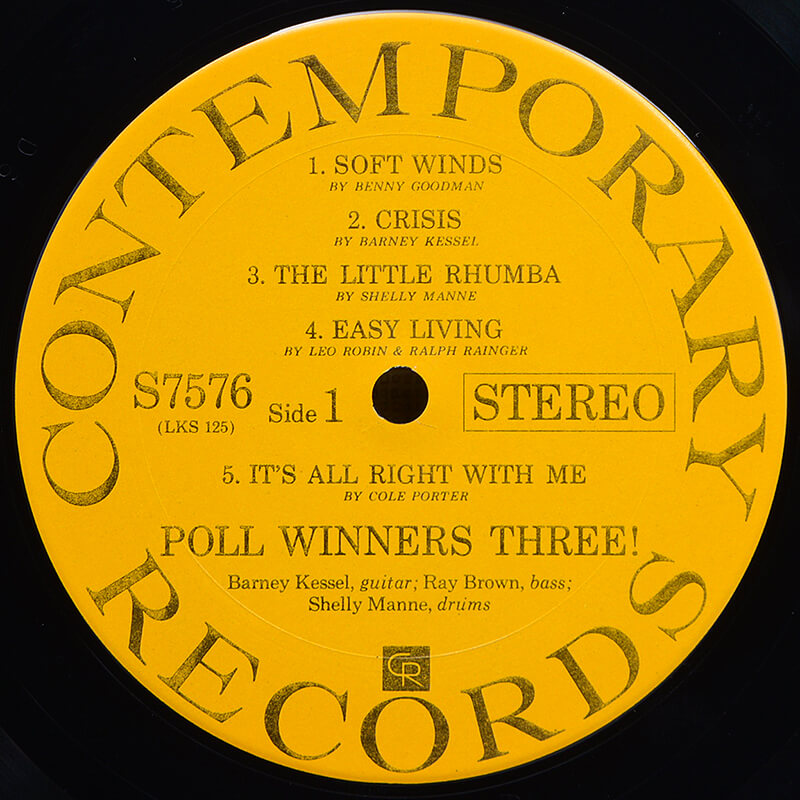 CONTEMPORARY
1. SOFT WINDS
BY BENNY GOODMAN
2. CRISIS
BY BARNEY KESSEL
3. THE LITTLE RHUMBA
BY SHELLY MANNE
4. EASY LIVING
BY LEO ROBIN & RALPH RAINGER
S7576 Side 1 STEREO
(LKS 125)
5. IT'S ALL RIGHT WITH ME
BY COLE PORTER
POLL WINNERS THREE!
Barney Kessel, guitar; Ray Brown, bass;
Shelly Manne, drums
CR
RECORDS